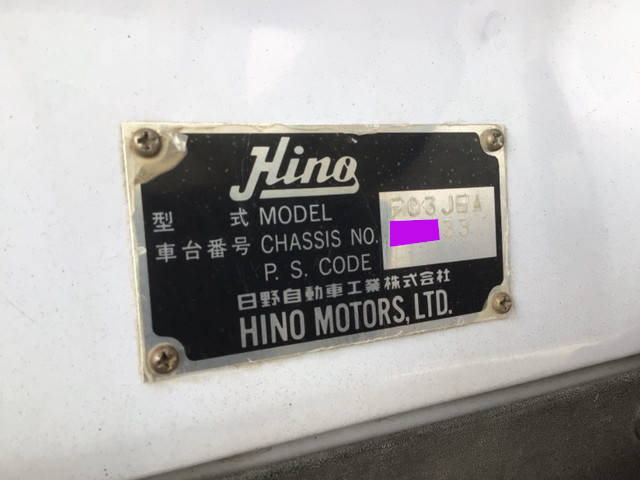 Hino
型 式 MODEL
車台番号 CHASSIS NO. 33
P. S. CODE
日野自動車工業株式会社
HINO MOTORS, LTD.